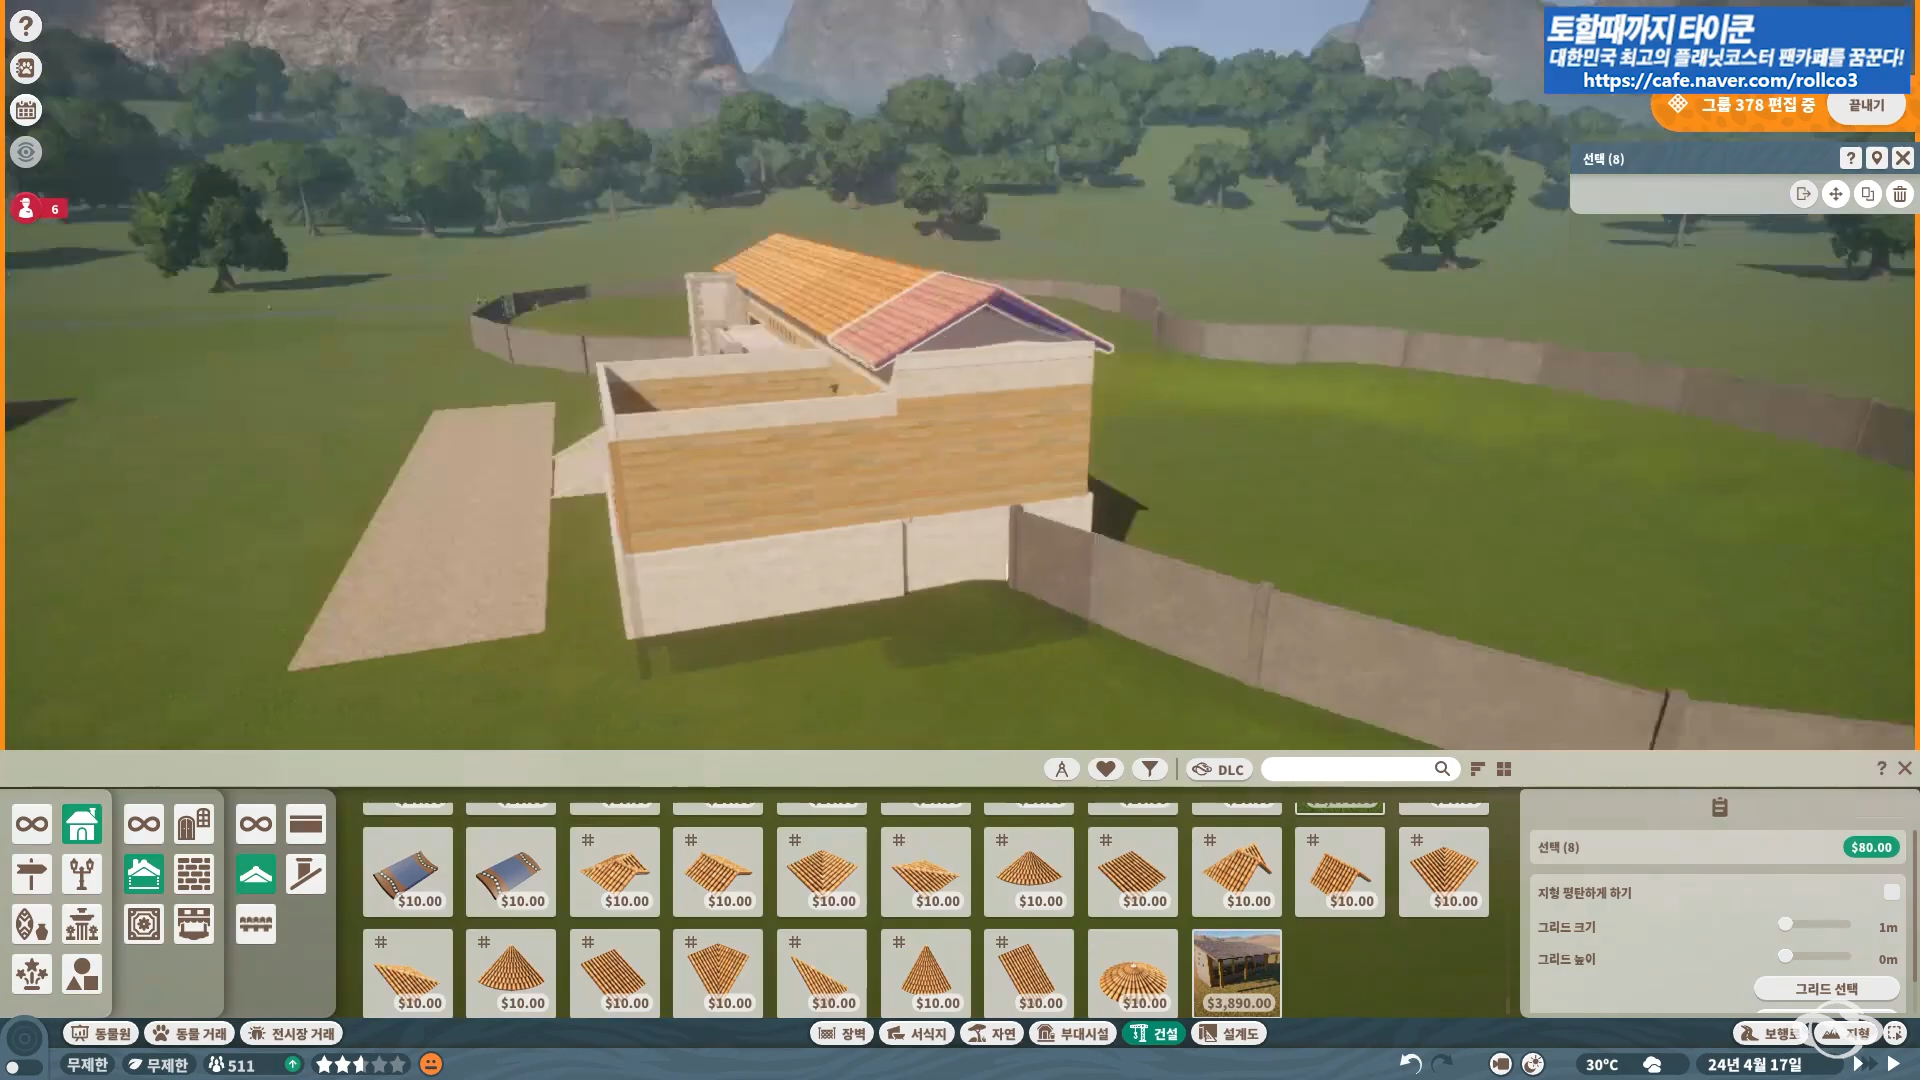 토할때까지 타이쿤
대한민국 최고의 플래닛코스터 팬카페를 꿈꾼다!
https://cafe.naver.com/rollco3
그룹 378 편집 중
끝내기
선택 (8)
6
DLC
$10.00 $10.00 $10.00 $10.00 $10.00 $10.00 $10.00 $10.00 $10.00 $10.00 $10.00
$10.00 $10.00 $10.00 $10.00 $10.00 $10.00 $10.00 $10.00 $3,890.00
선택 (8)
$80.00
지형 평탄하게 하기
그리드 크기
1m
그리드 높이
0m
그리드 선택
동물원 동물 거래 전시장 거래
장벽 서식지 자연 부대시설 건설 설계도
보행로 지형
무제한 무제한 511
30°C
24년 4월 17일